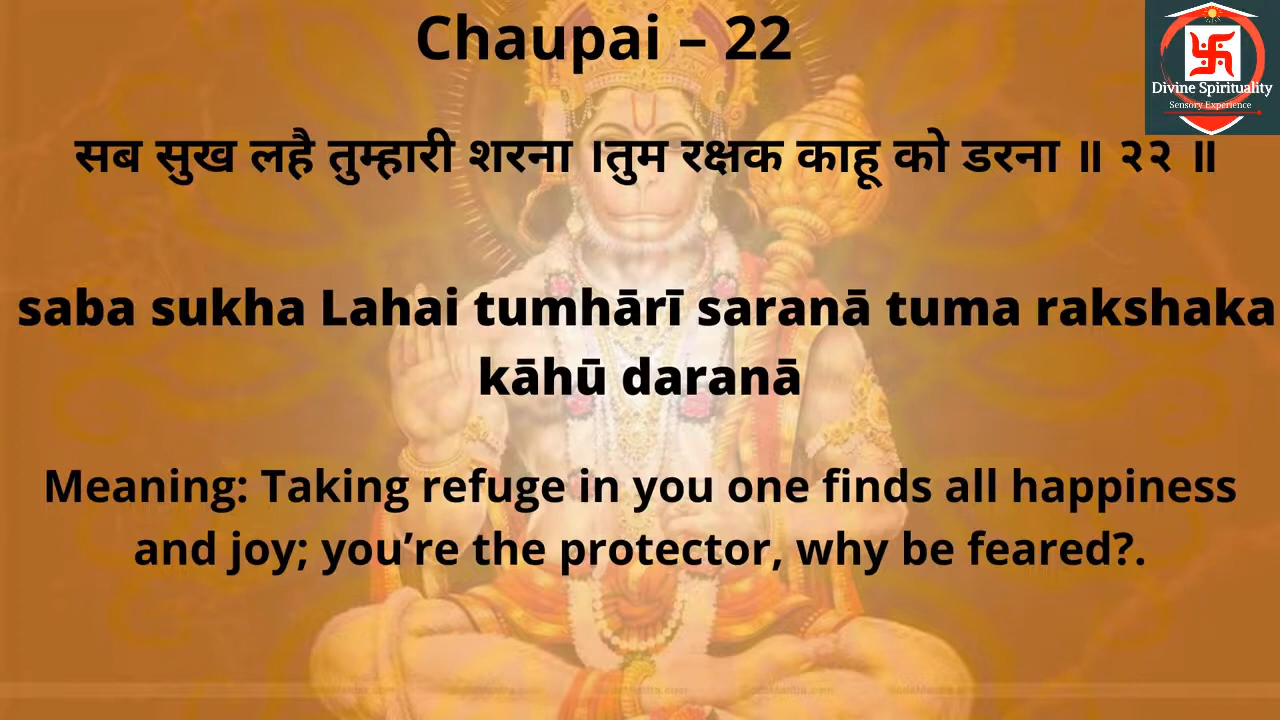 Chaupai – 22
Divine Spirituality
Sensory Experience
सब सुख लहै तुम्हारी शरना ।तुम रक्षक काहू को डरना ॥ २२ ॥
saba sukha Lahai tumhārī saranā tuma rakshaka
kāhū daranā
Meaning: Taking refuge in you one finds all happiness
and joy; you’re the protector, why be feared?.